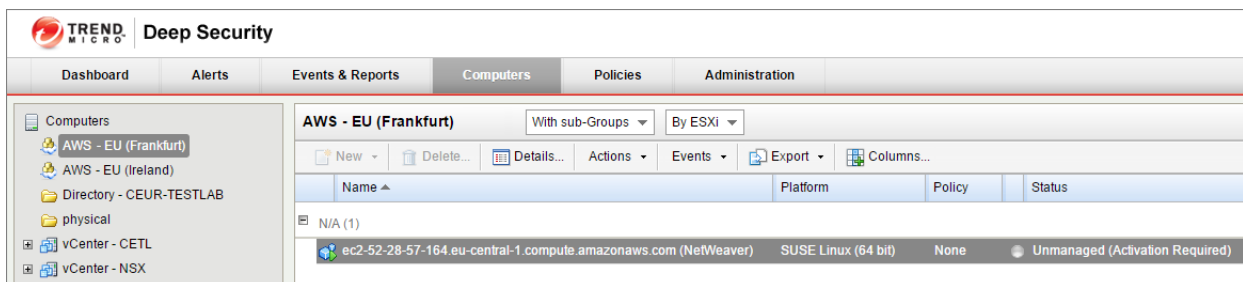 TREND MICRO Deep Security
Dashboard Alerts Events & Reports Computers Policies Administration
Computers
AWS - EU (Frankfurt)
AWS - EU (Ireland)
Directory - CEUR-TESTLAB
physical
vCenter - CETL
vCenter - NSX
AWS - EU (Frankfurt) With sub-Groups By ESXi
New Delete... Details... Actions Events Export Columns...
Name Platform Policy Status
N/A (1)
ec2-52-28-57-164.eu-central-1.compute.amazonaws.com (NetWeaver) SUSE Linux (64 bit) None Unmanaged (Activation Required)